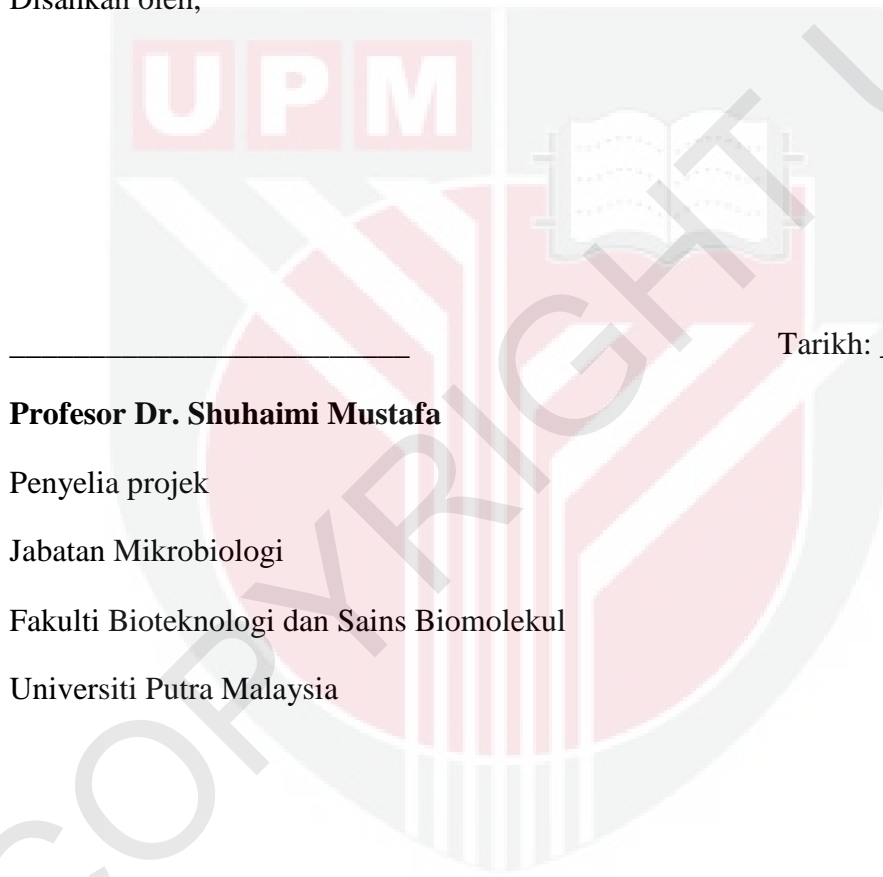 Disahkan oleh,
UPM
_________________________ Tarikh: _
Profesor Dr. Shuhaimi Mustafa
Penyelia projek
Jabatan Mikrobiologi
Fakulti Bioteknologi dan Sains Biomolekul
Universiti Putra Malaysia
COPYRIGHT U